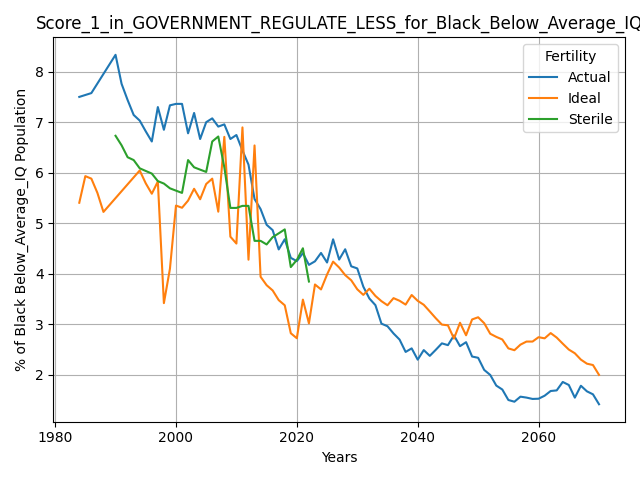 Score_1_in_GOVERNMENT_REGULATE_LESS_for_Black_Below_Average_IQ
Fertility
Actual
Ideal
Sterile
% of Black Below_Average_IQ Population
8
7
6
5
4
3
2
1980
2000
2020
2040
2060
Years